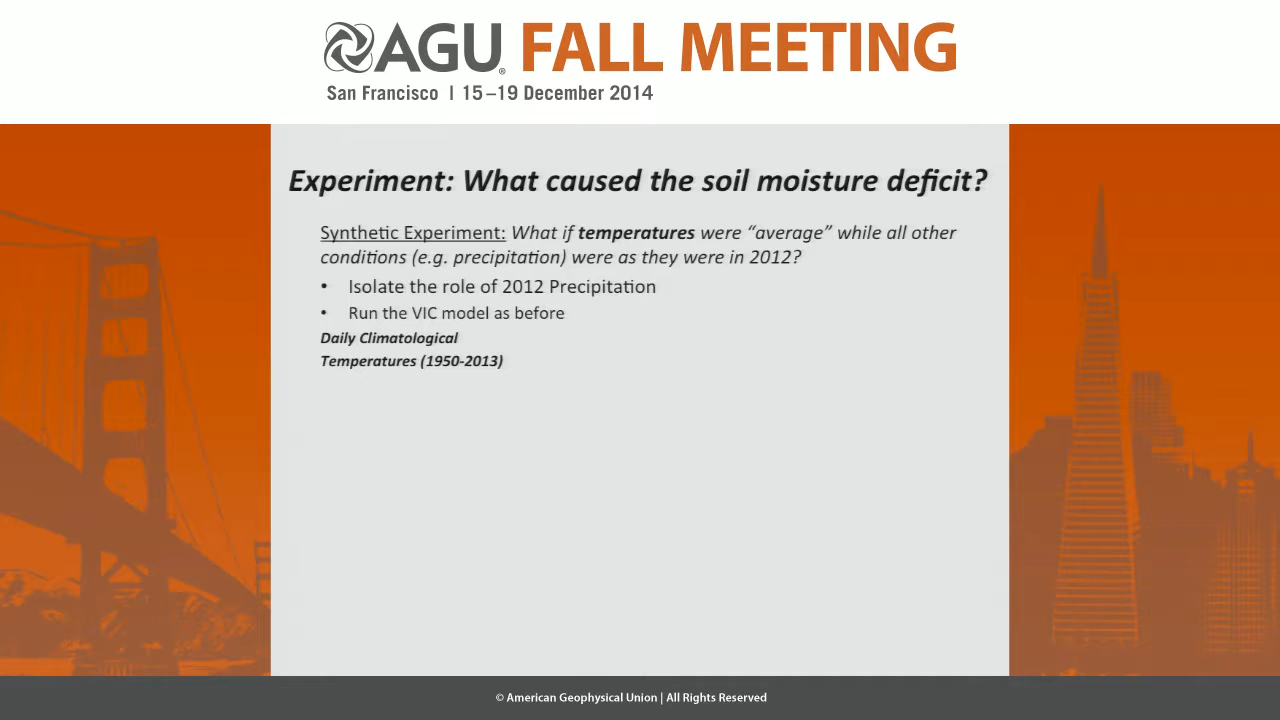 AGU® FALL MEETING
San Francisco | 15–19 December 2014
Experiment: What caused the soil moisture deficit?
Synthetic Experiment: What if temperatures were “average” while all other
conditions (e.g. precipitation) were as they were in 2012?
• Isolate the role of 2012 Precipitation
• Run the VIC model as before
Daily Climatological
Temperatures (1950-2013)
© American Geophysical Union | All Rights Reserved